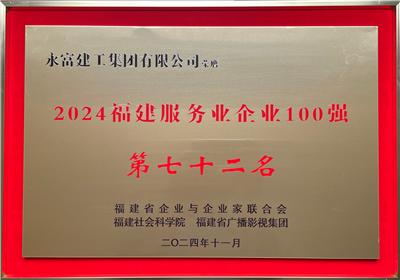 永富建工集团有限公司荣膺
2024福建服务业企业100强
第七十二名
福建省企业与企业家联合会
福建社会科学院 福建省广播影视集团
二〇二四年十一月